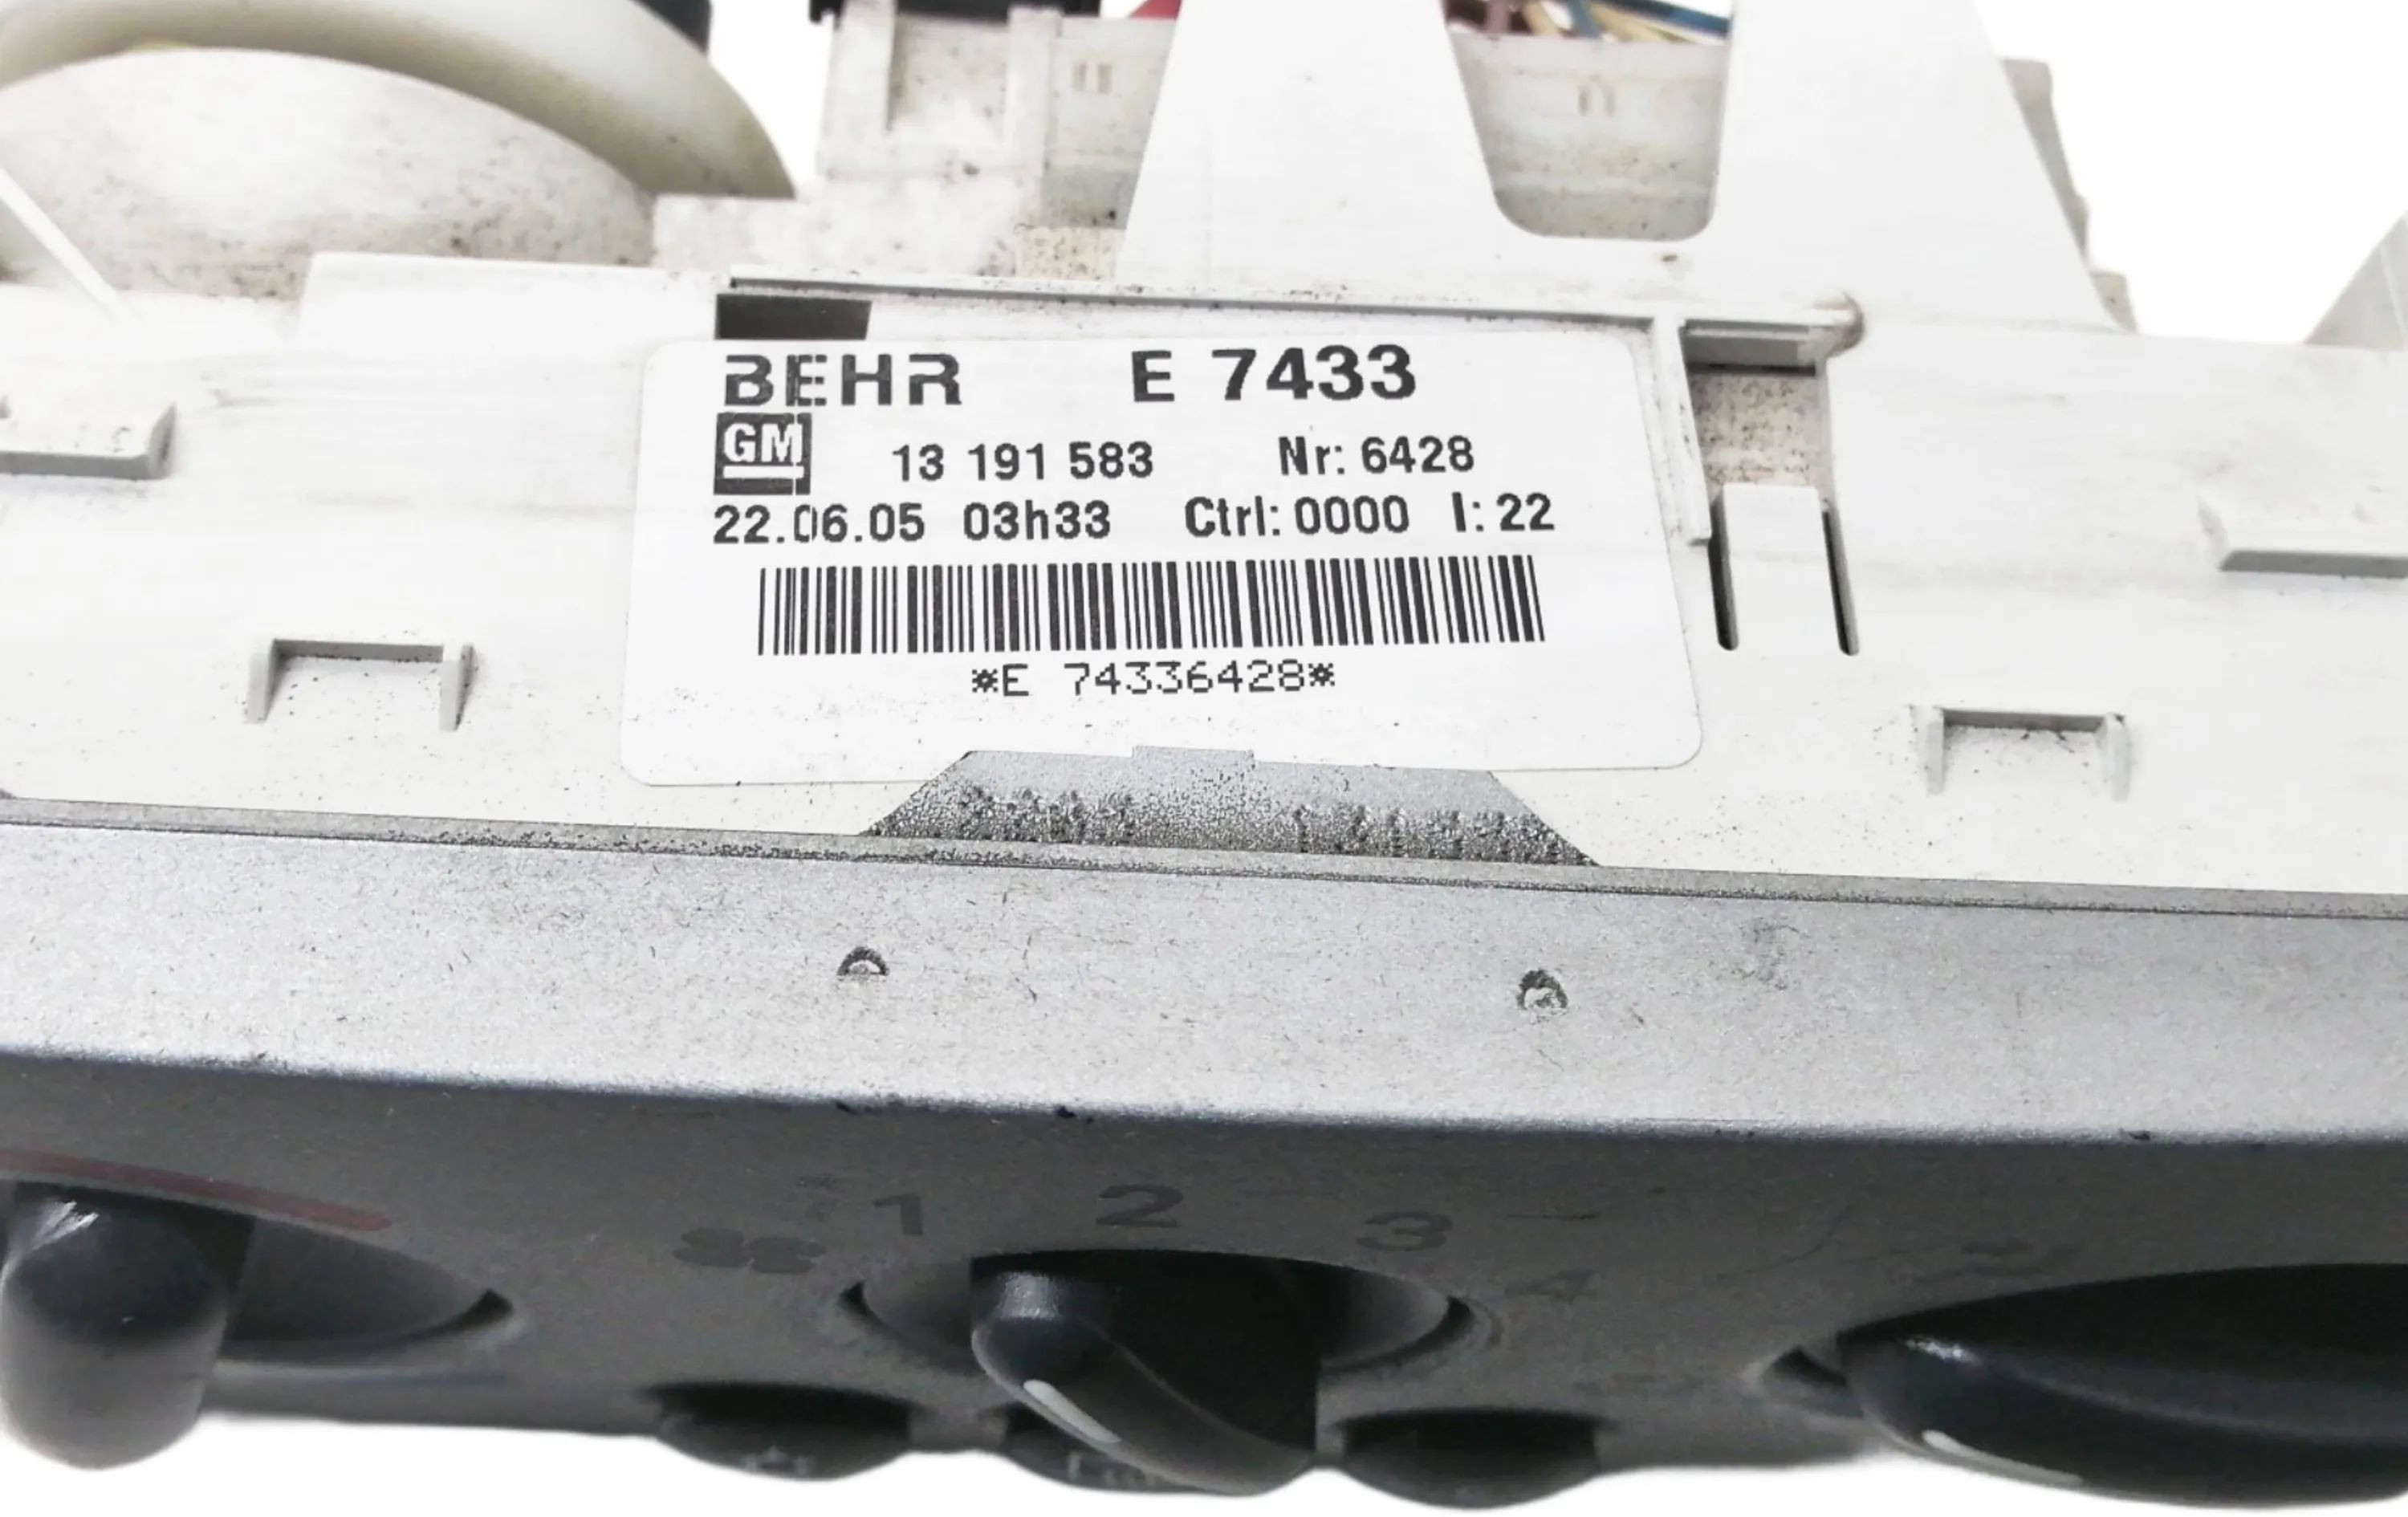 BEHR E 7433
GM 13 191 583 Nr: 6428
22.06.05 03h33 Ctrl: 0000 I: 22
*E 74336428*
1 2 3 4